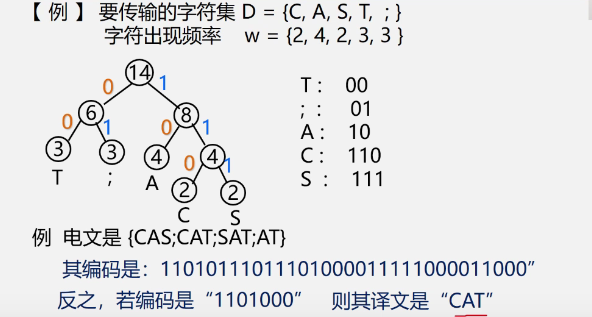 【 例 】 要传输的字符集 D = {C, A, S, T, ; }
字符出现频率 w = {2, 4, 2, 3, 3 }
14
0 1
6 8
0 1 0 1
3 3 4 4
T ; A 0 1
2 2
C S
T : 00
; : 01
A : 10
C : 110
S : 111
例 电文是 {CAS;CAT;SAT;AT}
其编码是：11010111011101000011111000011000”
反之，若编码是“1101000” 则其译文是“CAT”